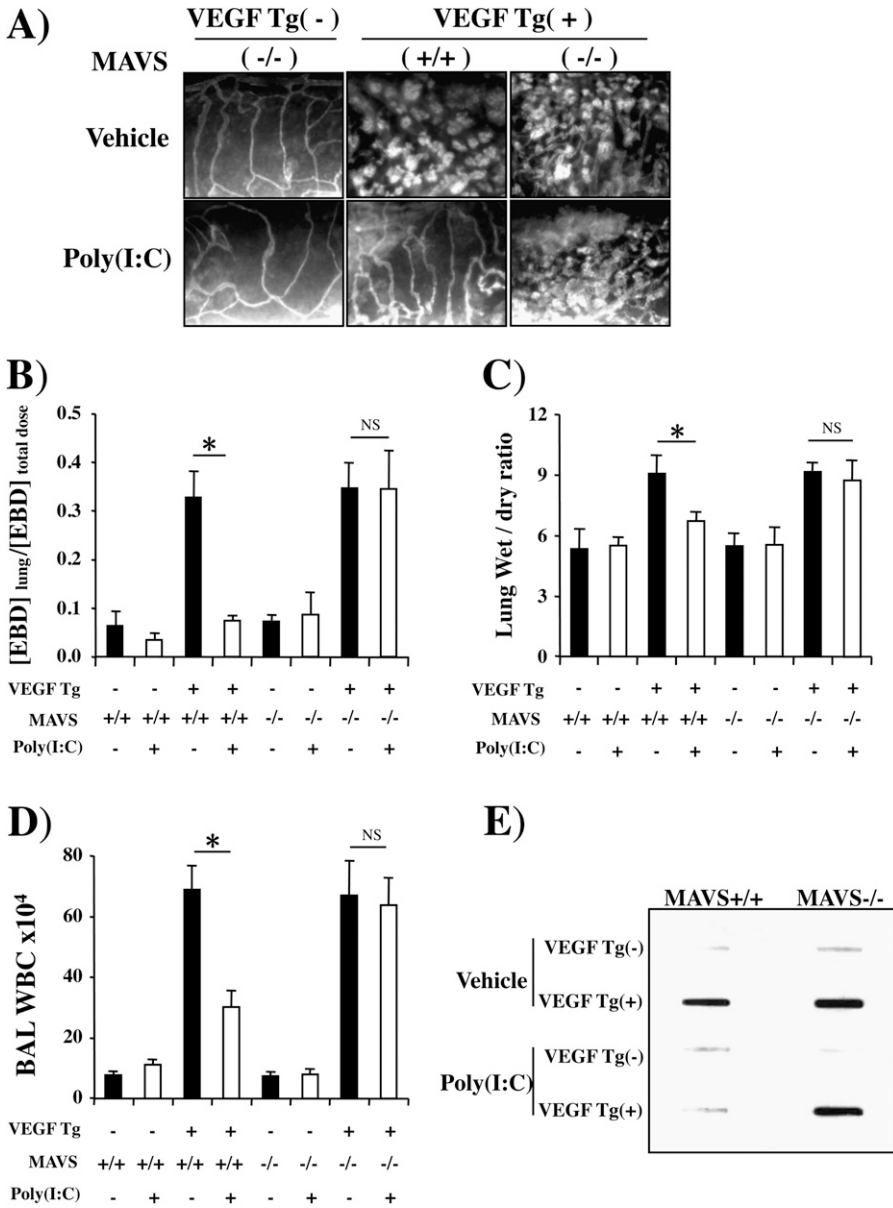 A)
VEGF Tg( - ) VEGF Tg( + )
MAVS ( -/- ) ( +/+ ) ( -/- )
Vehicle
Poly(I:C)
B)
[EBD] lung/[EBD] total dose
0.5
0.4
0.3
0.2
0.1
0.0
*
NS
VEGF Tg - - + + - - + +
MAVS +/+ +/+ +/+ +/+ -/- -/- -/- -/-
Poly(I:C) - + - + - + - +
C)
Lung Wet / dry ratio
12
9
6
3
0
*
NS
VEGF Tg - - + + - - + +
MAVS +/+ +/+ +/+ +/+ -/- -/- -/- -/-
Poly(I:C) - + - + - + - +
D)
BAL WBC x10⁴
80
60
40
20
0
*
NS
VEGF Tg - - + + - - + +
MAVS +/+ +/+ +/+ +/+ -/- -/- -/- -/-
Poly(I:C) - + - + - + - +
E)
MAVS+/+ MAVS-/-
Vehicle
VEGF Tg(-)
VEGF Tg(+)
Poly(I:C)
VEGF Tg(-)
VEGF Tg(+)